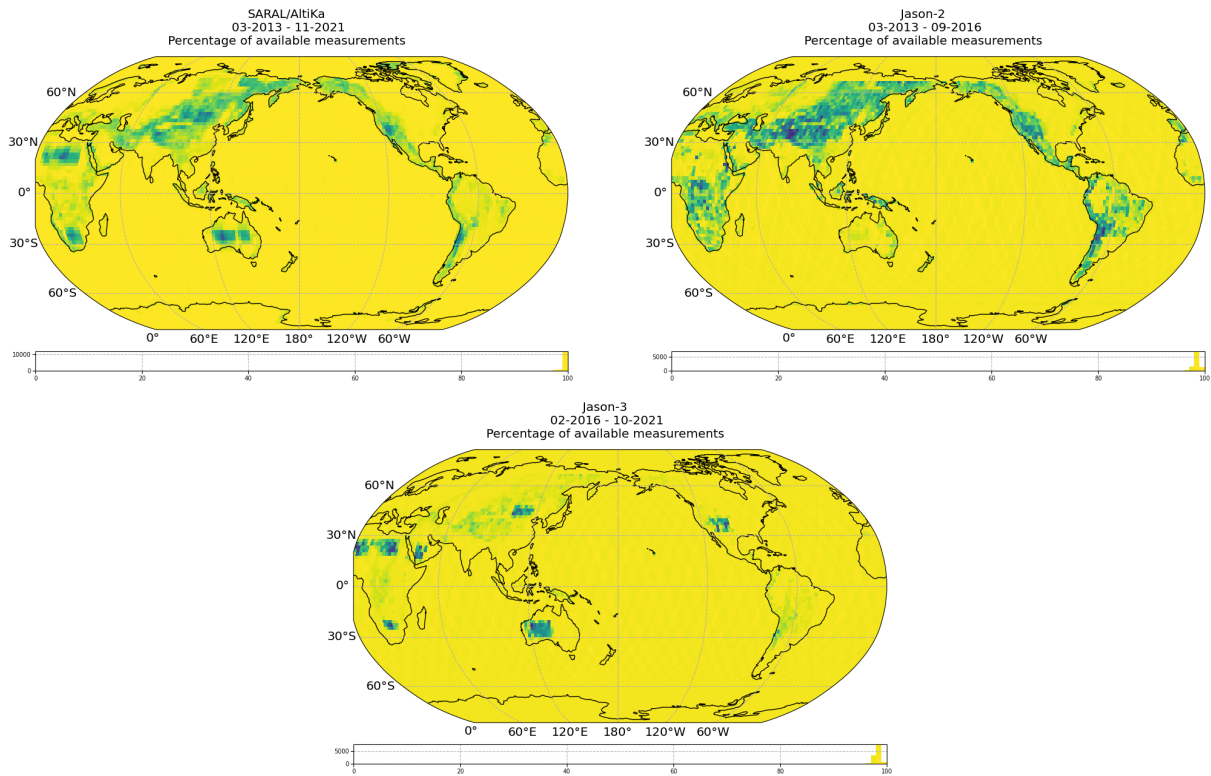 SARAL/AltiKa
03-2013 - 11-2021
Percentage of available measurements
60°N
30°N
0°
30°S
60°S
0° 60°E 120°E 180° 120°W 60°W
10000
0
0 20 40 60 80 100
Jason-2
03-2013 - 09-2016
Percentage of available measurements
60°N
30°N
0°
30°S
60°S
0° 60°E 120°E 180° 120°W 60°W
5000
0
0 20 40 60 80 100
Jason-3
02-2016 - 10-2021
Percentage of available measurements
60°N
30°N
0°
30°S
60°S
0° 60°E 120°E 180° 120°W 60°W
5000
0
0 20 40 60 80 100